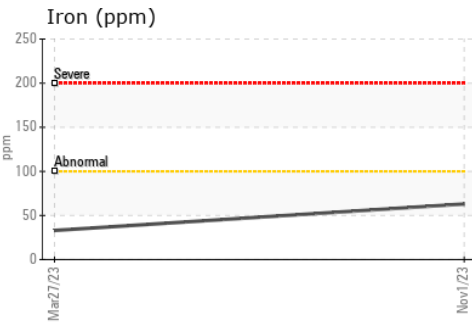 Iron (ppm)
250
Severe
200
150
ppm
Abnormal
100
50
0
Mar27/23
Nov1/23